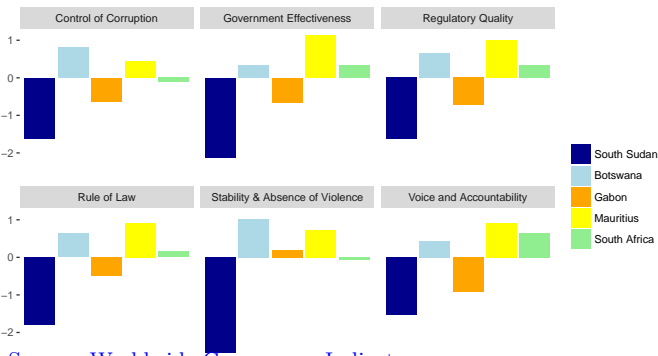 Control of Corruption
Government Effectiveness
Regulatory Quality
1
0
−1
−2
Rule of Law
Stability & Absence of Violence
Voice and Accountability
1
0
−1
−2
South Sudan
Botswana
Gabon
Mauritius
South Africa